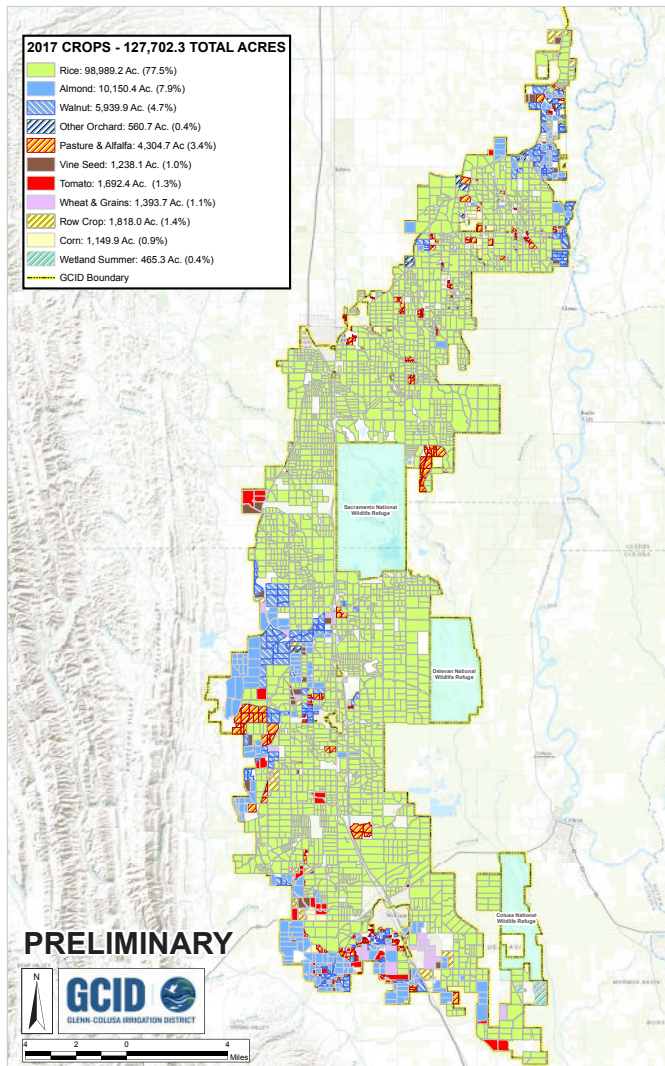 2017 CROPS - 127,702.3 TOTAL ACRES
Rice: 98,989.2 Ac. (77.5%)
Almond: 10,150.4 Ac. (7.9%)
Walnut: 5,939.9 Ac. (4.7%)
Other Orchard: 560.7 Ac. (0.4%)
Pasture & Alfalfa: 4,304.7 Ac (3.4%)
Vine Seed: 1,238.1 Ac. (1.0%)
Tomato: 1,692.4 Ac. (1.3%)
Wheat & Grains: 1,393.7 Ac. (1.1%)
Row Crop: 1,818.0 Ac. (1.4%)
Corn: 1,149.9 Ac. (0.9%)
Wetland Summer: 465.3 Ac. (0.4%)
GCID Boundary
Sacramento National
Wildlife Refuge
GLENN
COLUSA
Delevan National
Wildlife Refuge
Colusa National
Wildlife Refuge
PRELIMINARY
N
GCID
GLENN-COLUSA IRRIGATION DISTRICT
4 2 0 4
Miles